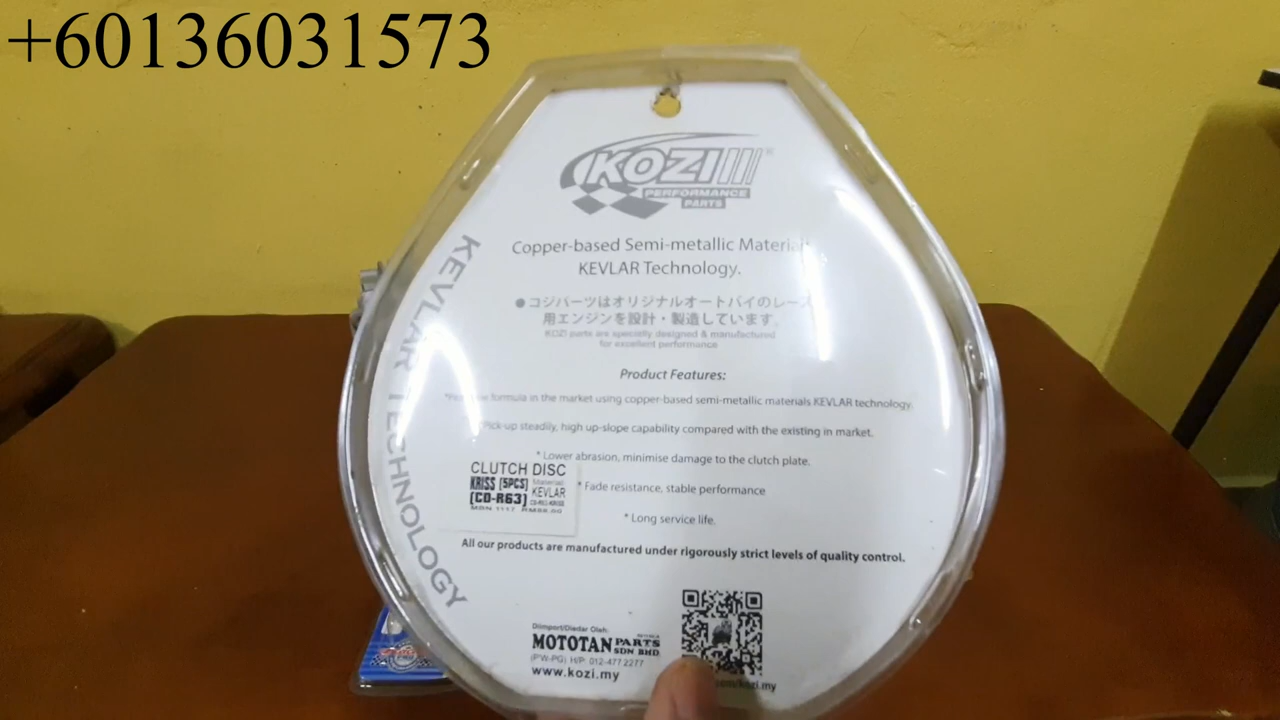 +60136031573
KOZI
PERFORMANCE
PARTS
Copper-based Semi-metallic Material
KEVLAR Technology.
●コジパーツはオリジナルオートバイのレース
用エンジンを設計・製造しています。
KOZI parts are specially designed & manufactured
for excellent performance
Product Features:
formula in the market using copper-based semi-metallic materials KEVLAR technology.
Pick-up steadily, high up-slope capability compared with the existing in market.
* Lower abrasion, minimise damage to the clutch plate.
* Fade resistance, stable performance
* Long service life.
All our products are manufactured under rigorously strict levels of quality control.
KEVLAR TECHNOLOGY
CLUTCH DISC
KRISS [5PCS] Material:
KEVLAR
[CD-R63]
Diimport/Diedar Oleh:
MOTOTAN PARTS
SDN BHD
(P'W-PG) H/P: 012-477 2277
www.kozi.my
kozi.my